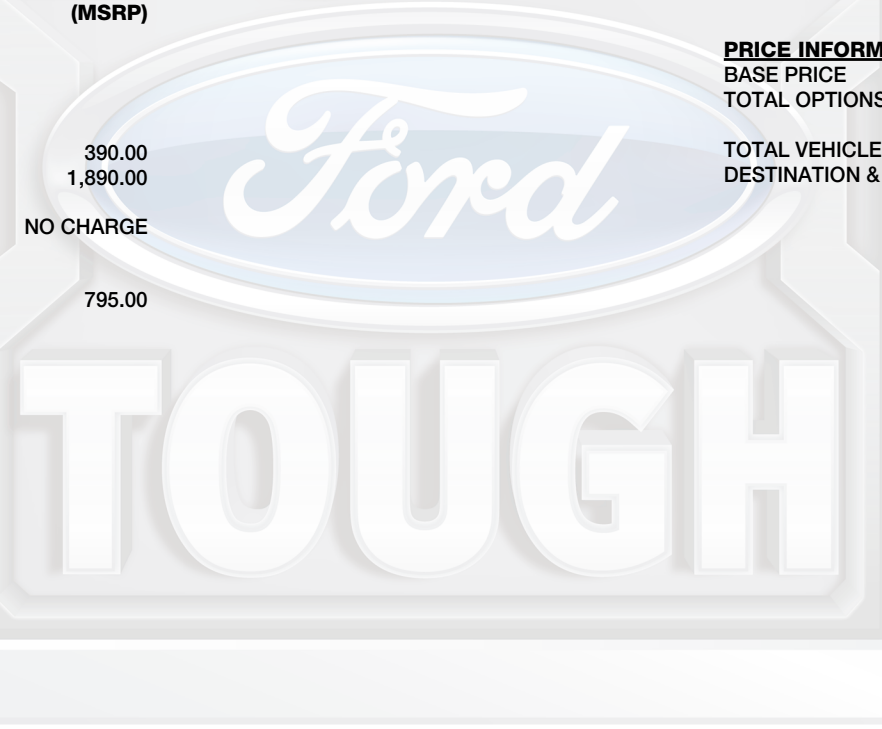 (MSRP)
390.00
1,890.00
NO CHARGE
795.00
PRICE INFORM
BASE PRICE
TOTAL OPTIONS
TOTAL VEHICLE
DESTINATION &
Ford
TOUGH